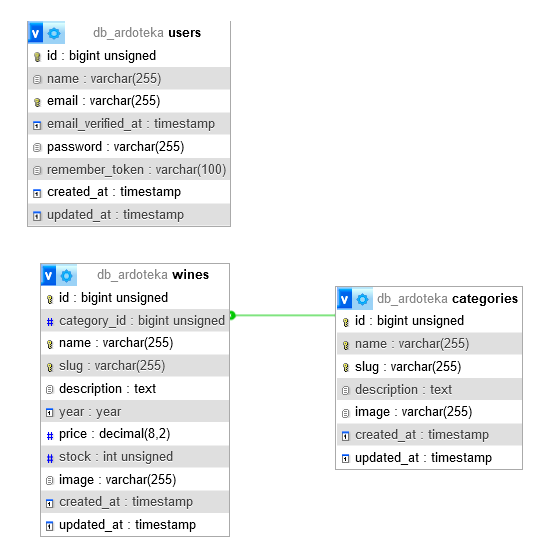 v db_ardoteka users
id : bigint unsigned
name : varchar(255)
email : varchar(255)
email_verified_at : timestamp
password : varchar(255)
remember_token : varchar(100)
created_at : timestamp
updated_at : timestamp
v db_ardoteka wines
id : bigint unsigned
# category_id : bigint unsigned
name : varchar(255)
slug : varchar(255)
description : text
year : year
# price : decimal(8,2)
# stock : int unsigned
image : varchar(255)
created_at : timestamp
updated_at : timestamp
v db_ardoteka categories
id : bigint unsigned
name : varchar(255)
slug : varchar(255)
description : text
image : varchar(255)
created_at : timestamp
updated_at : timestamp